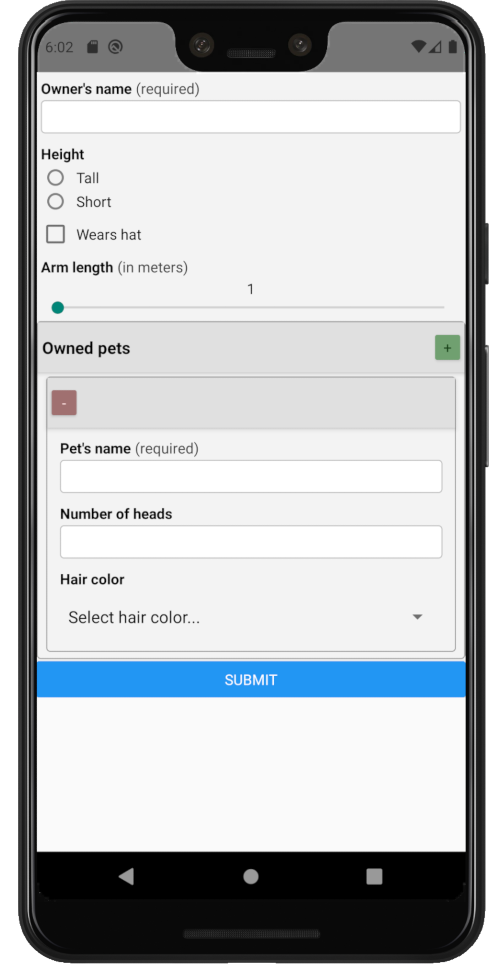 6:02
Owner's name (required)
Height
Tall
Short
Wears hat
Arm length (in meters)
1
Owned pets
+
-
Pet's name (required)
Number of heads
Hair color
Select hair color...
SUBMIT